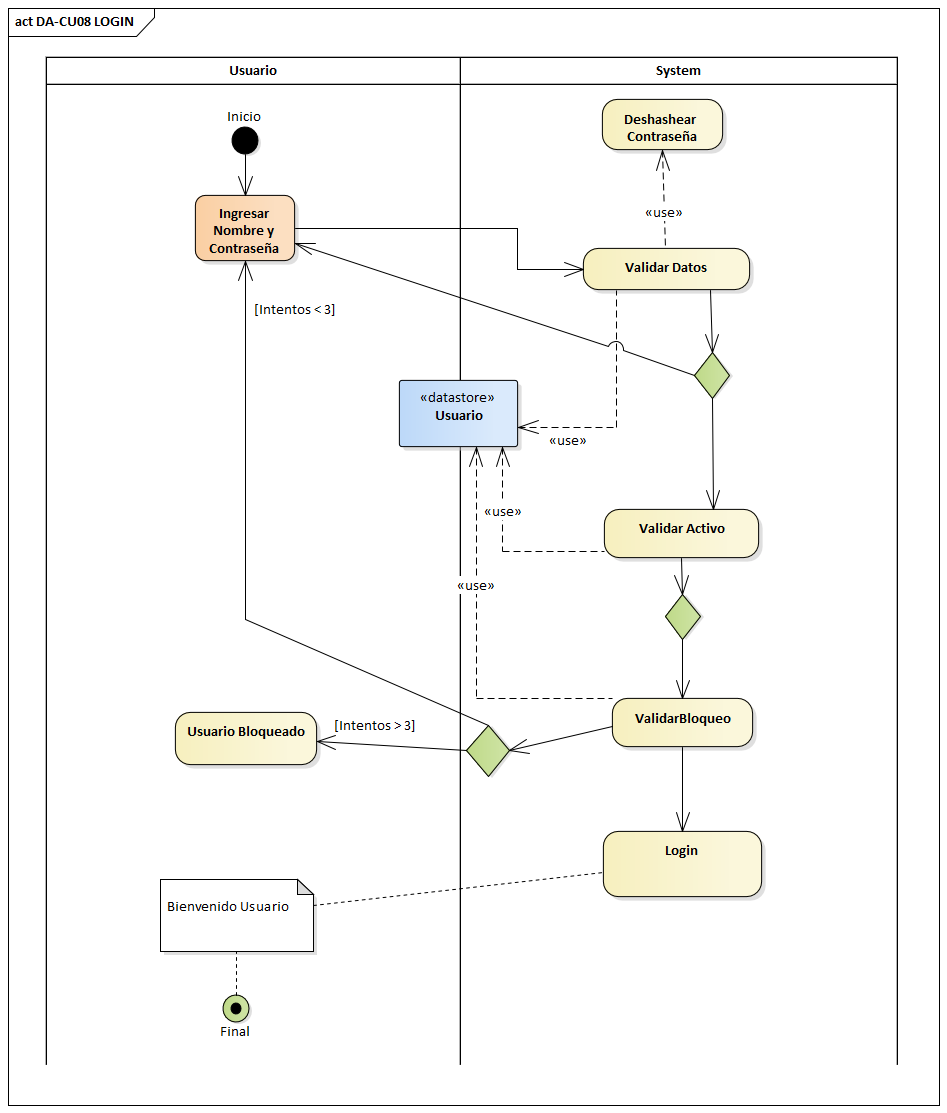 act DA-CU08 LOGIN
Usuario
System
Inicio
Deshashear
Contraseña
«use»
Ingresar
Nombre y
Contraseña
Validar Datos
[Intentos < 3]
«datastore»
Usuario
«use»
«use»
Validar Activo
«use»
ValidarBloqueo
Usuario Bloqueado
[Intentos > 3]
Login
Bienvenido Usuario
Final